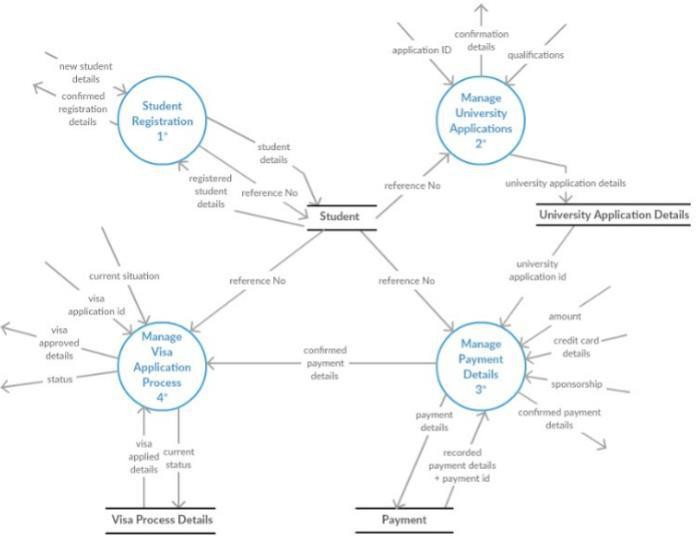 new student
details
confirmed
registration
details
Student
Registration
1*
student
details
registered
student
details
reference No
application ID
confirmation
details
qualifications
Manage
University
Applications
2*
reference No
university application details
Student
University Application Details
current situation
visa
application id
visa
approved
details
status
reference No
reference No
university
application id
amount
credit card
details
sponsorship
confirmed payment
details
Manage
Visa
Application
Process
4*
confirmed
payment
details
Manage
Payment
Details
3*
visa
applied
details
current
status
payment
details
recorded
payment details
+ payment id
Visa Process Details
Payment